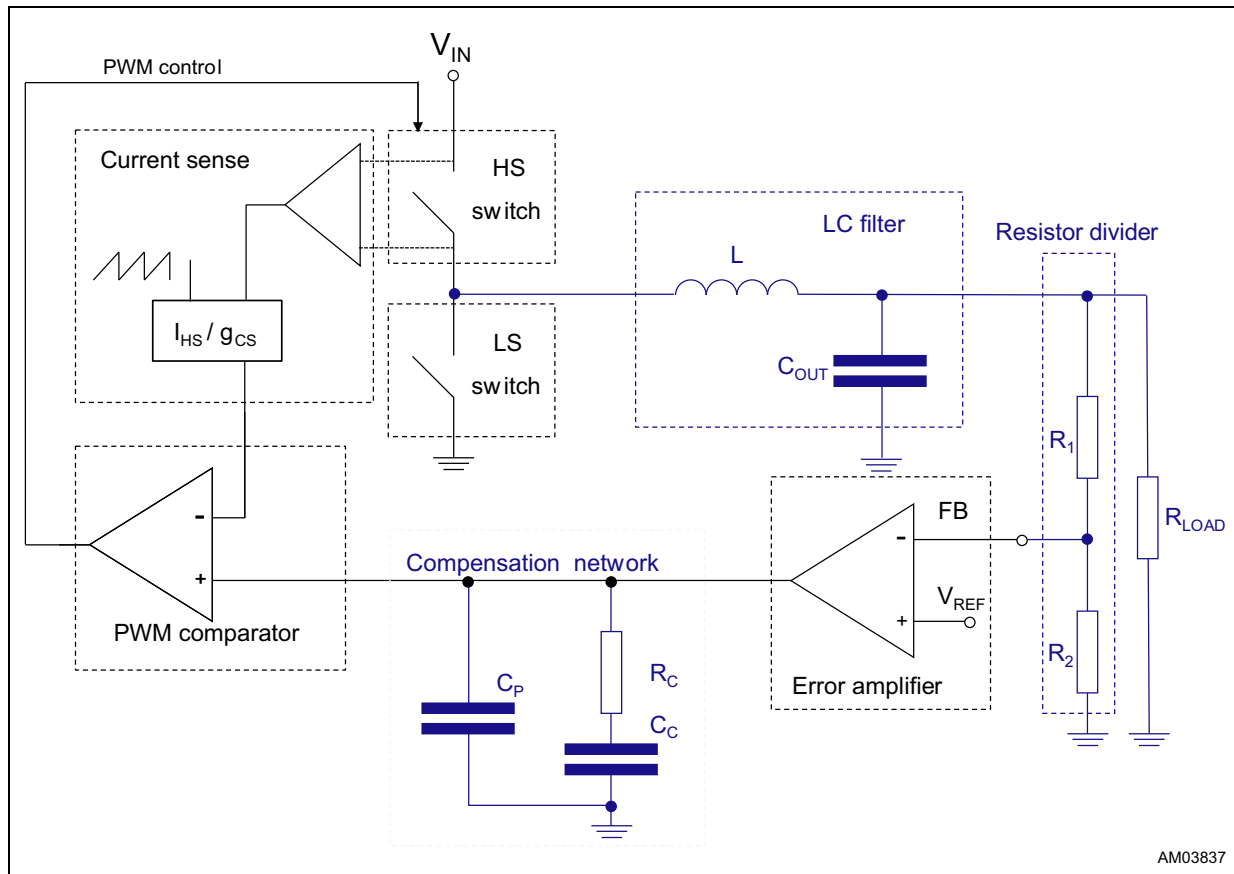 V_IN
PWM control
Current sense
HS
switch
LC filter
Resistor divider
L
I_HS / g_CS
LS
switch
C_OUT
R_1
FB
R_LOAD
-
-
Compensation network
+
V_REF
+
PWM comparator
R_2
R_C
Error amplifier
C_P
C_C
AM03837